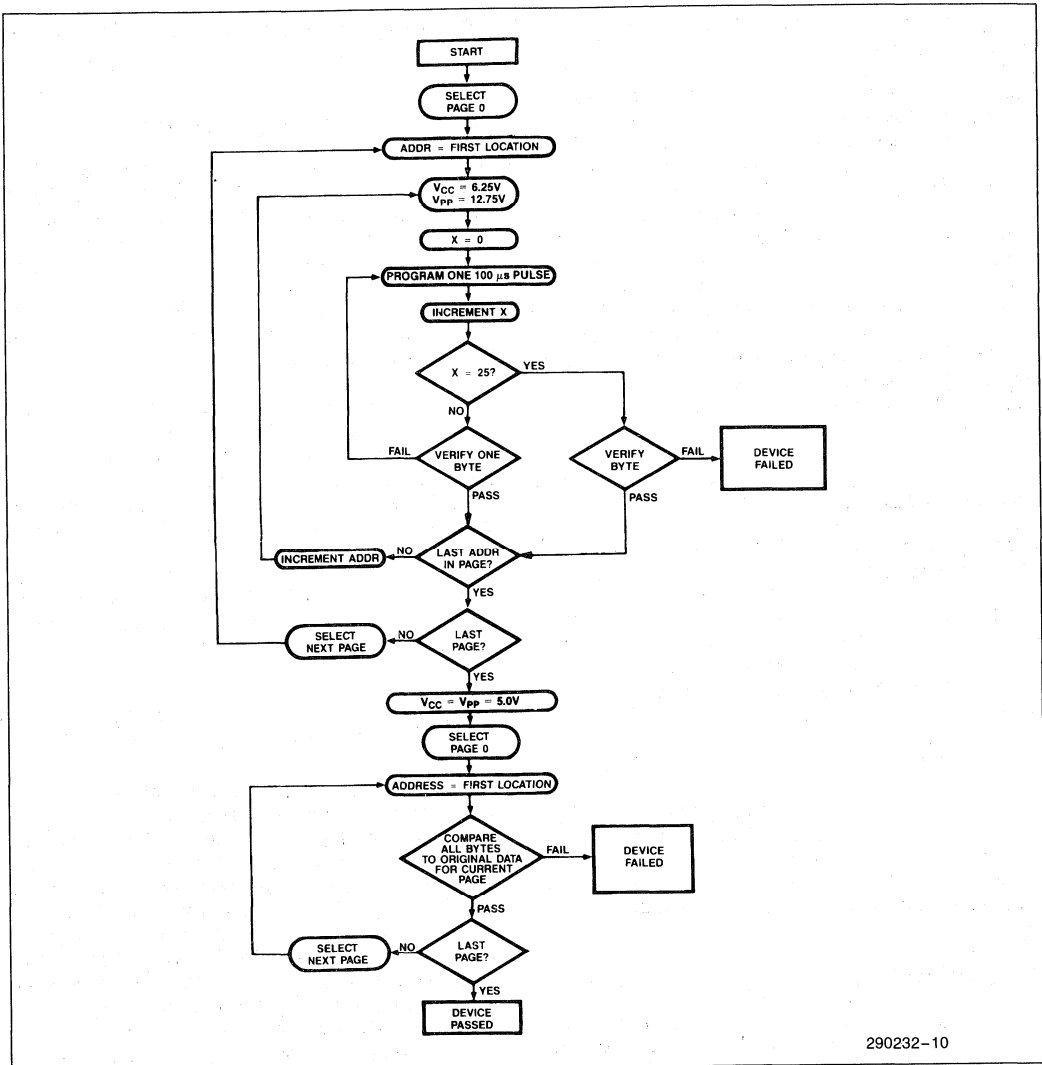 START
SELECT
PAGE 0
ADDR = FIRST LOCATION
VCC = 6.25V
VPP = 12.75V
X = 0
PROGRAM ONE 100 µs PULSE
INCREMENT X
X = 25?
YES
NO
FAIL
VERIFY ONE
BYTE
PASS
VERIFY
BYTE
FAIL
DEVICE
FAILED
PASS
INCREMENT ADDR
NO
LAST ADDR
IN PAGE?
YES
SELECT
NEXT PAGE
NO
LAST
PAGE?
YES
VCC = VPP = 5.0V
SELECT
PAGE 0
ADDRESS = FIRST LOCATION
COMPARE
ALL BYTES
TO ORIGINAL DATA
FOR CURRENT
PAGE
FAIL
DEVICE
FAILED
PASS
SELECT
NEXT PAGE
NO
LAST
PAGE?
YES
DEVICE
PASSED
290232-10